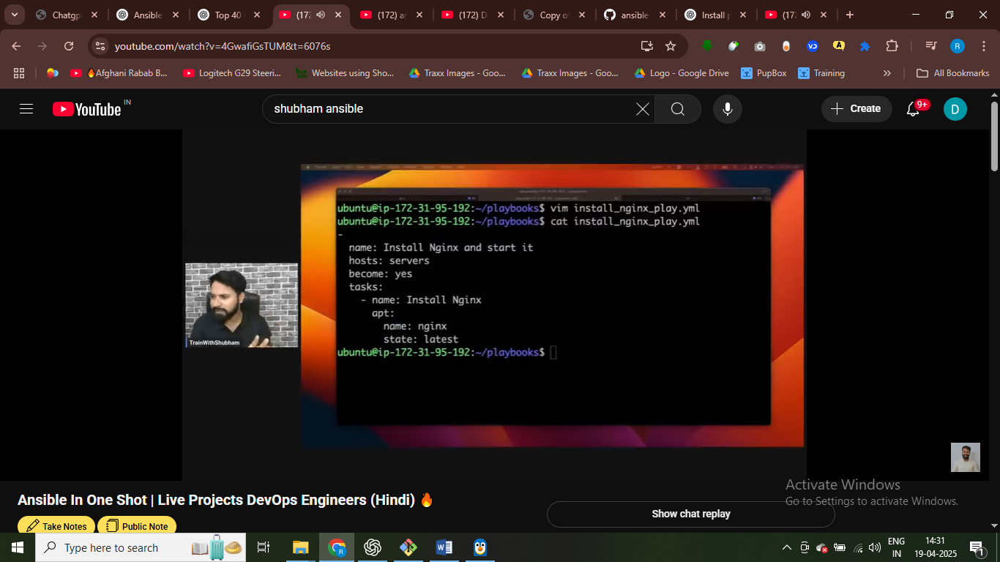 Chatgp
Ansible
Top 40
(172
(172) a
(172) D
Copy of
ansible
Install p
(17
youtube.com/watch?v=4GwafiGsTUM&t=6076s
🔥Afghani Rabab B...
Logitech G29 Steeri...
Websites using Sho...
Traxx Images - Goo...
Traxx Images - Goo...
Logo - Google Drive
PupBox
Training
»
All Bookmarks
YouTube IN
shubham ansible
Create
9+
D
ubuntu@ip-172-31-95-192:~/playbooks$ vim install_nginx_play.yml
ubuntu@ip-172-31-95-192:~/playbooks$ cat install_nginx_play.yml
-
name: Install Nginx and start it
hosts: servers
become: yes
tasks:
- name: Install Nginx
apt:
name: nginx
state: latest
ubuntu@ip-172-31-95-192:~/playbooks$
TrainWithShubham
Activate Windows
Go to Settings to activate Windows.
Ansible In One Shot | Live Projects DevOps Engineers (Hindi) 🔥
Show chat replay
Take Notes
Public Note
Type here to search
ENG
IN
14:31
19-04-2025
1